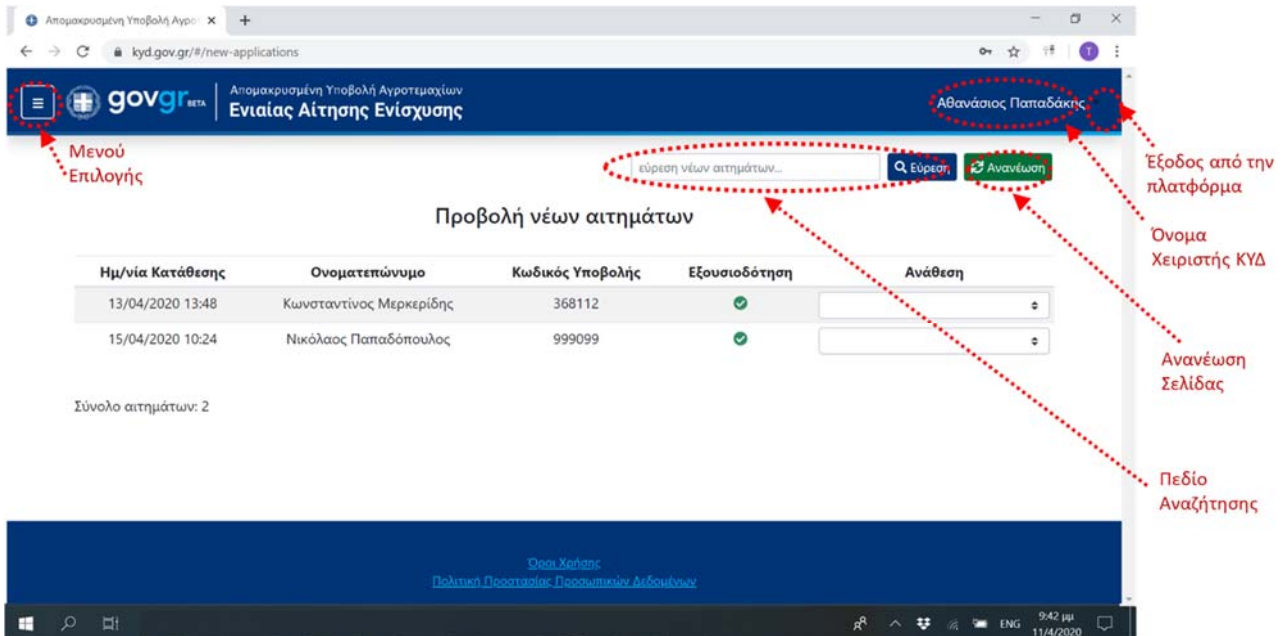 Απομακρυσμένη Υποβολή Αγροτ
kyd.gov.gr/#/new-applications
T
govgr BETA
Απομακρυσμένη Υποβολή Αγροτεμαχίων
Ενιαίας Αίτησης Ενίσχυσης
Αθανάσιος Παπαδάκης
Μενού
Επιλογής
εύρεση νέων αιτημάτων...
Εύρεση
Ανανέωση
Έξοδος από την
πλατφόρμα
Προβολή νέων αιτημάτων
Όνομα
Χειριστής ΚΥΔ
Ημ/νία Κατάθεσης Ονοματεπώνυμο Κωδικός Υποβολής Εξουσιοδότηση Ανάθεση
13/04/2020 13:48 Κωνσταντίνος Μερκερίδης 368112
15/04/2020 10:24 Νικόλαος Παπαδόπουλος 999099
Ανανέωση
Σελίδας
Σύνολο αιτημάτων: 2
Πεδίο
Αναζήτησης
Όροι Χρήσης
Πολιτική Προστασίας Προσωπικών Δεδομένων
ENG
9:42 μμ
11/4/2020